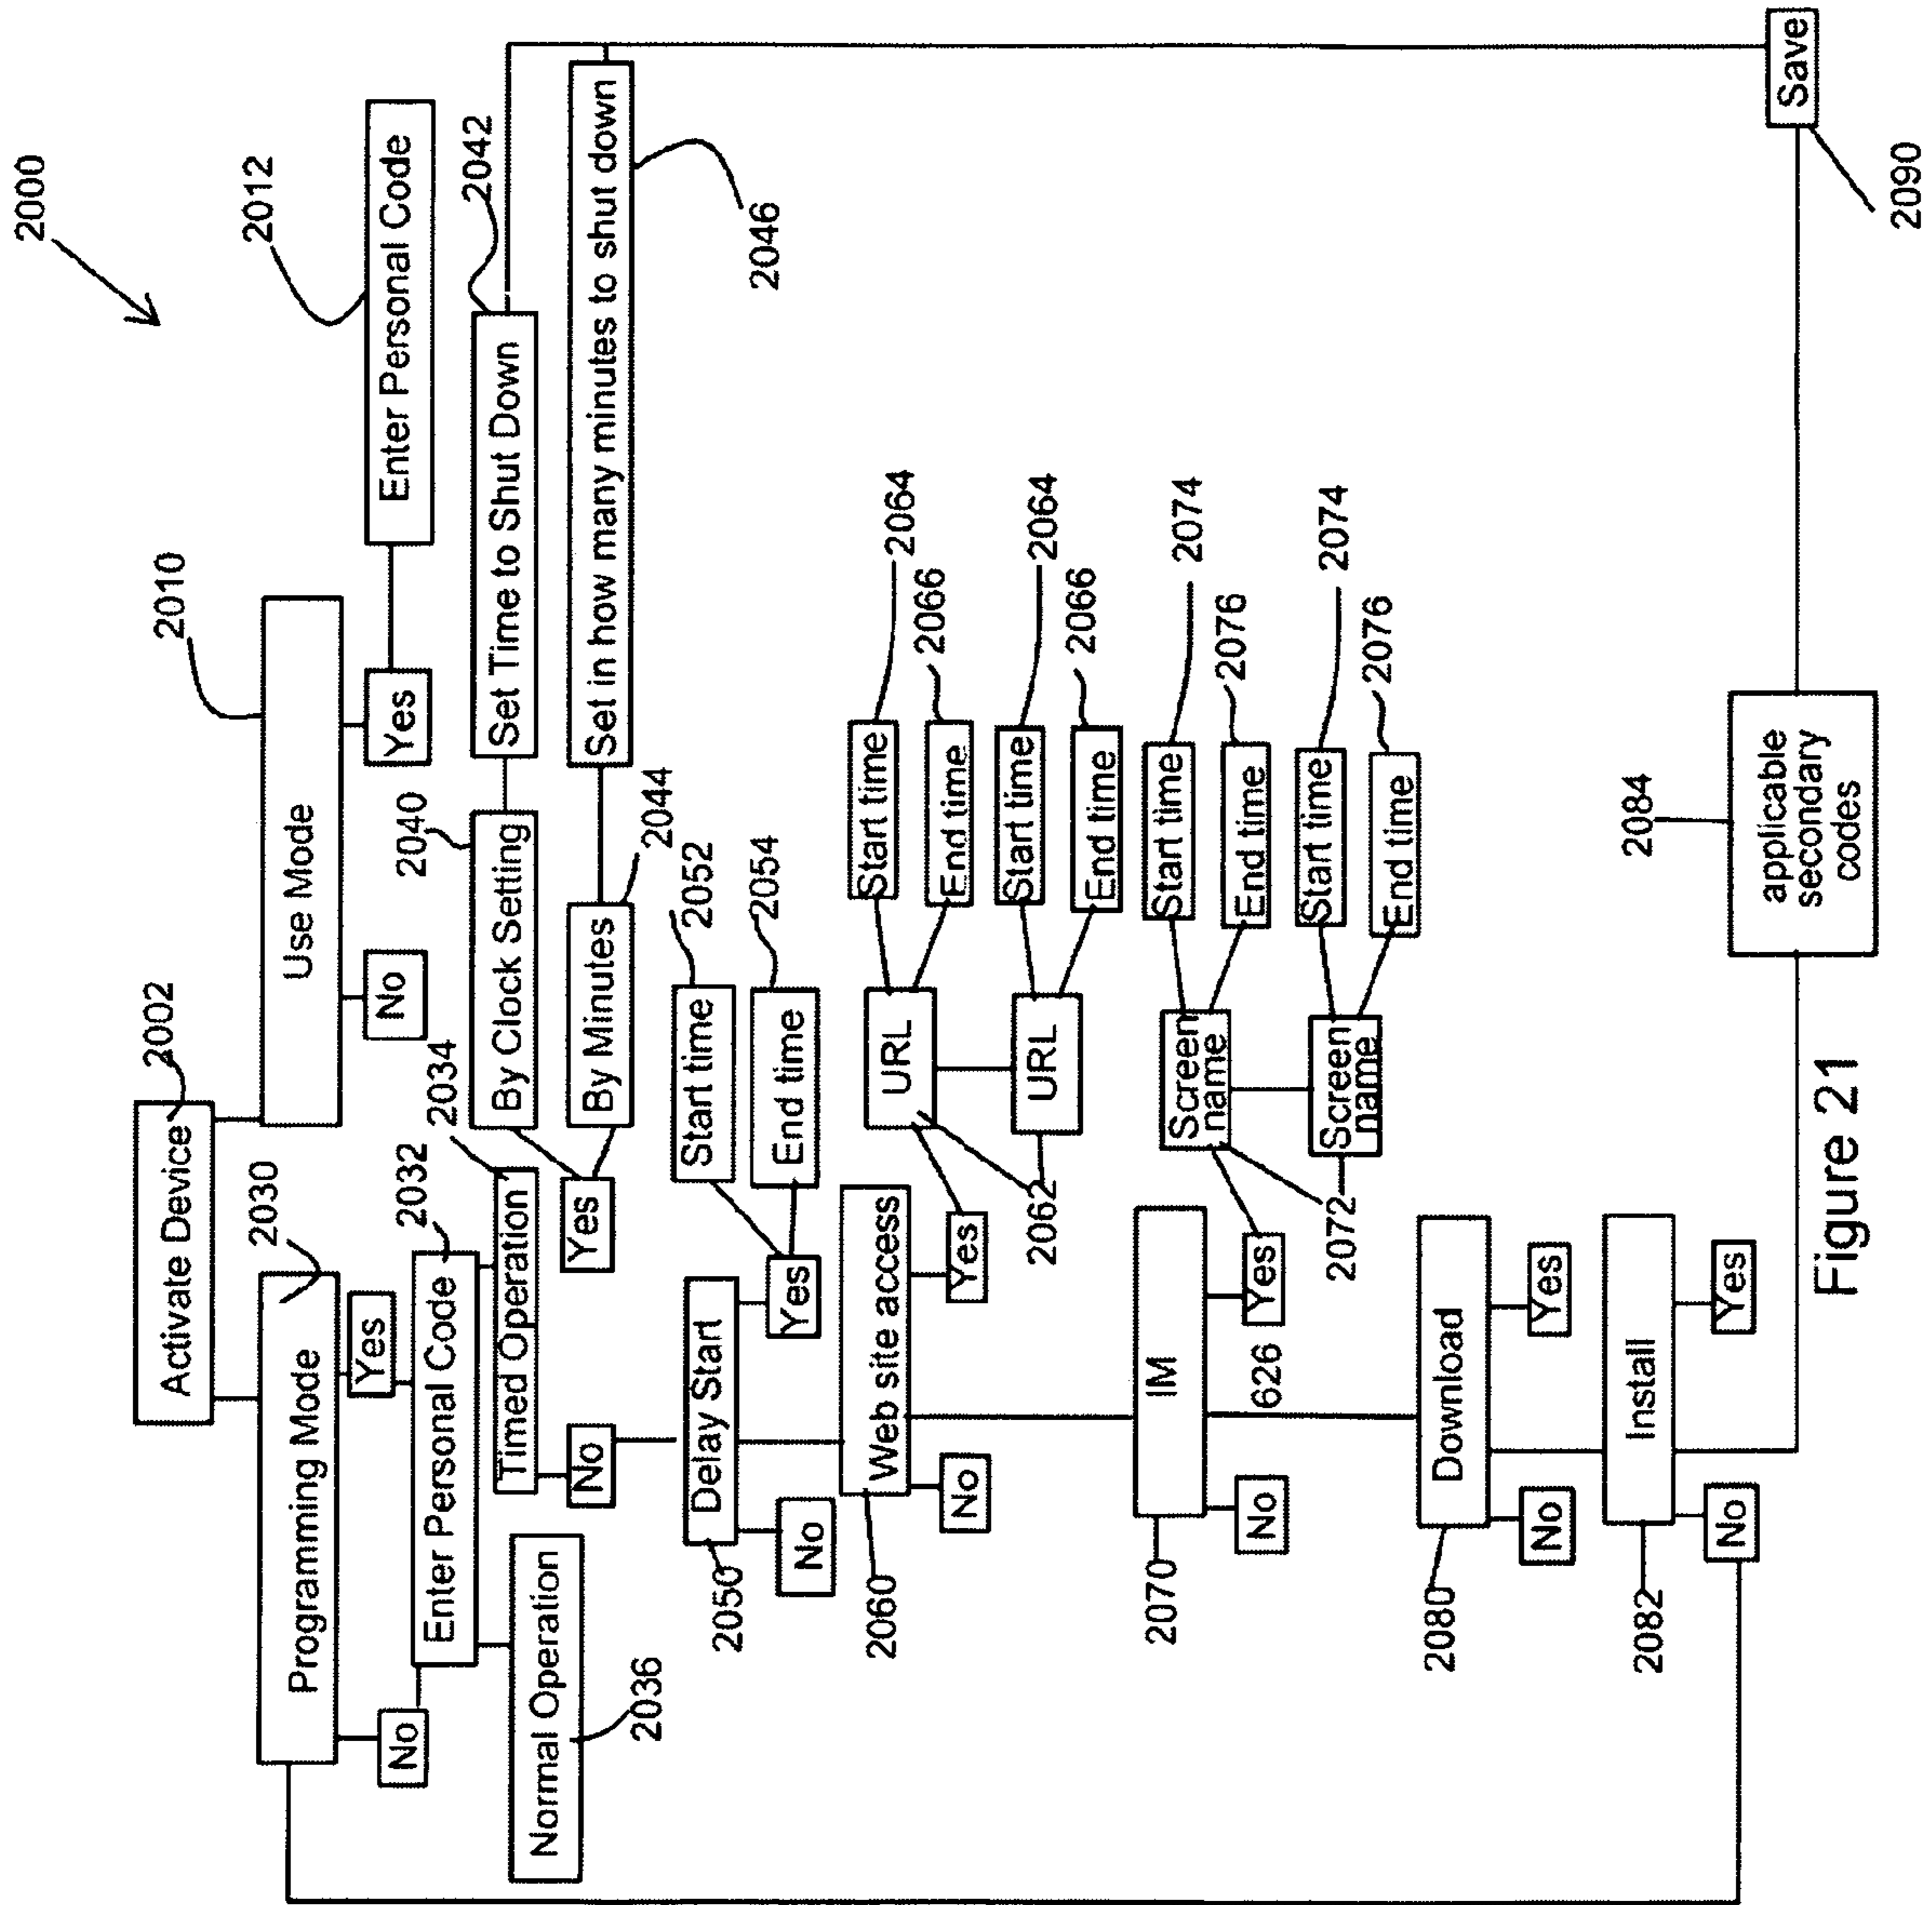 2000
Activate Device
2002
2010
2012
Programming Mode
2030
Use Mode
No
Yes
No
Yes
Enter Personal Code
Enter Personal Code
2032
2034
2040
2042
Normal Operation
2036
Timed Operation
By Clock Setting
Set Time to Shut Down
No
Yes
By Minutes
2044
Set in how many minutes to shut down
2046
2050
Delay Start
Start time
2052
No
Yes
End time
2054
2060
Web site access
URL
Start time
2064
End time
2066
No
Yes
2062
URL
Start time
2064
End time
2066
2070
IM
Screen
name
Start time
2074
End time
2076
No
626
Yes
2072
Screen
name
Start time
2074
End time
2076
2080
Download
No
Yes
2082
Install
2084
No
Yes
applicable
secondary
codes
Save
2090
Figure 21